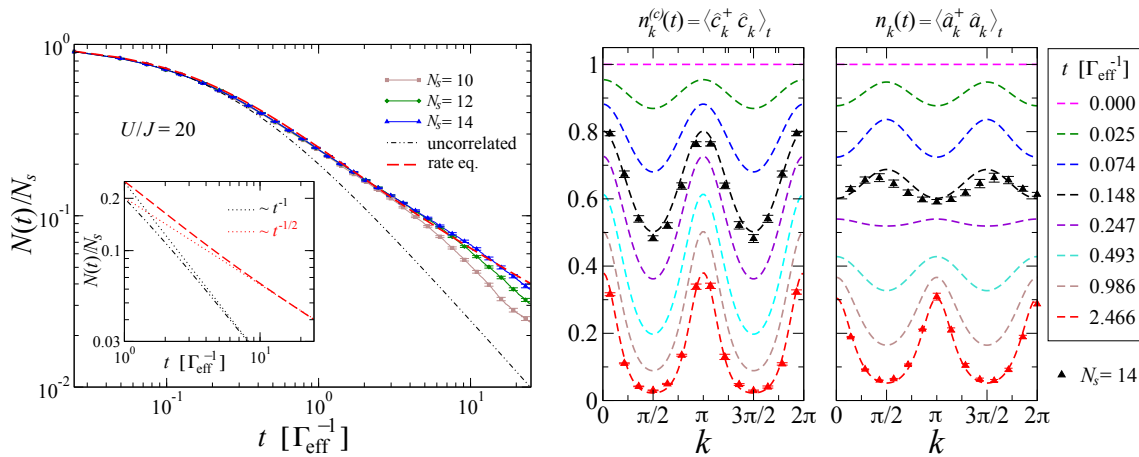 10^0
10^-1
10^-2
N(t)/N_s
U/J = 20
N_s = 10
N_s = 12
N_s = 14
uncorrelated
rate eq.
0.2
0.1
0.03
N(t)/N_s
~ t^-1
~ t^-1/2
10^0 10^1
t [Γ_eff^-1]
10^-1 10^0 10^1
t [Γ_eff^-1]
n_k^(c)(t) = ⟨ĉ_k^+ ĉ_k⟩_t
1
0.8
0.6
0.4
0.2
0
0 π/2 π 3π/2 2π
k
n_k(t) = ⟨â_k^+ â_k⟩_t
0 π/2 π 3π/2 2π
k
t [Γ_eff^-1]
0.000
0.025
0.074
0.148
0.247
0.493
0.986
2.466
N_s = 14